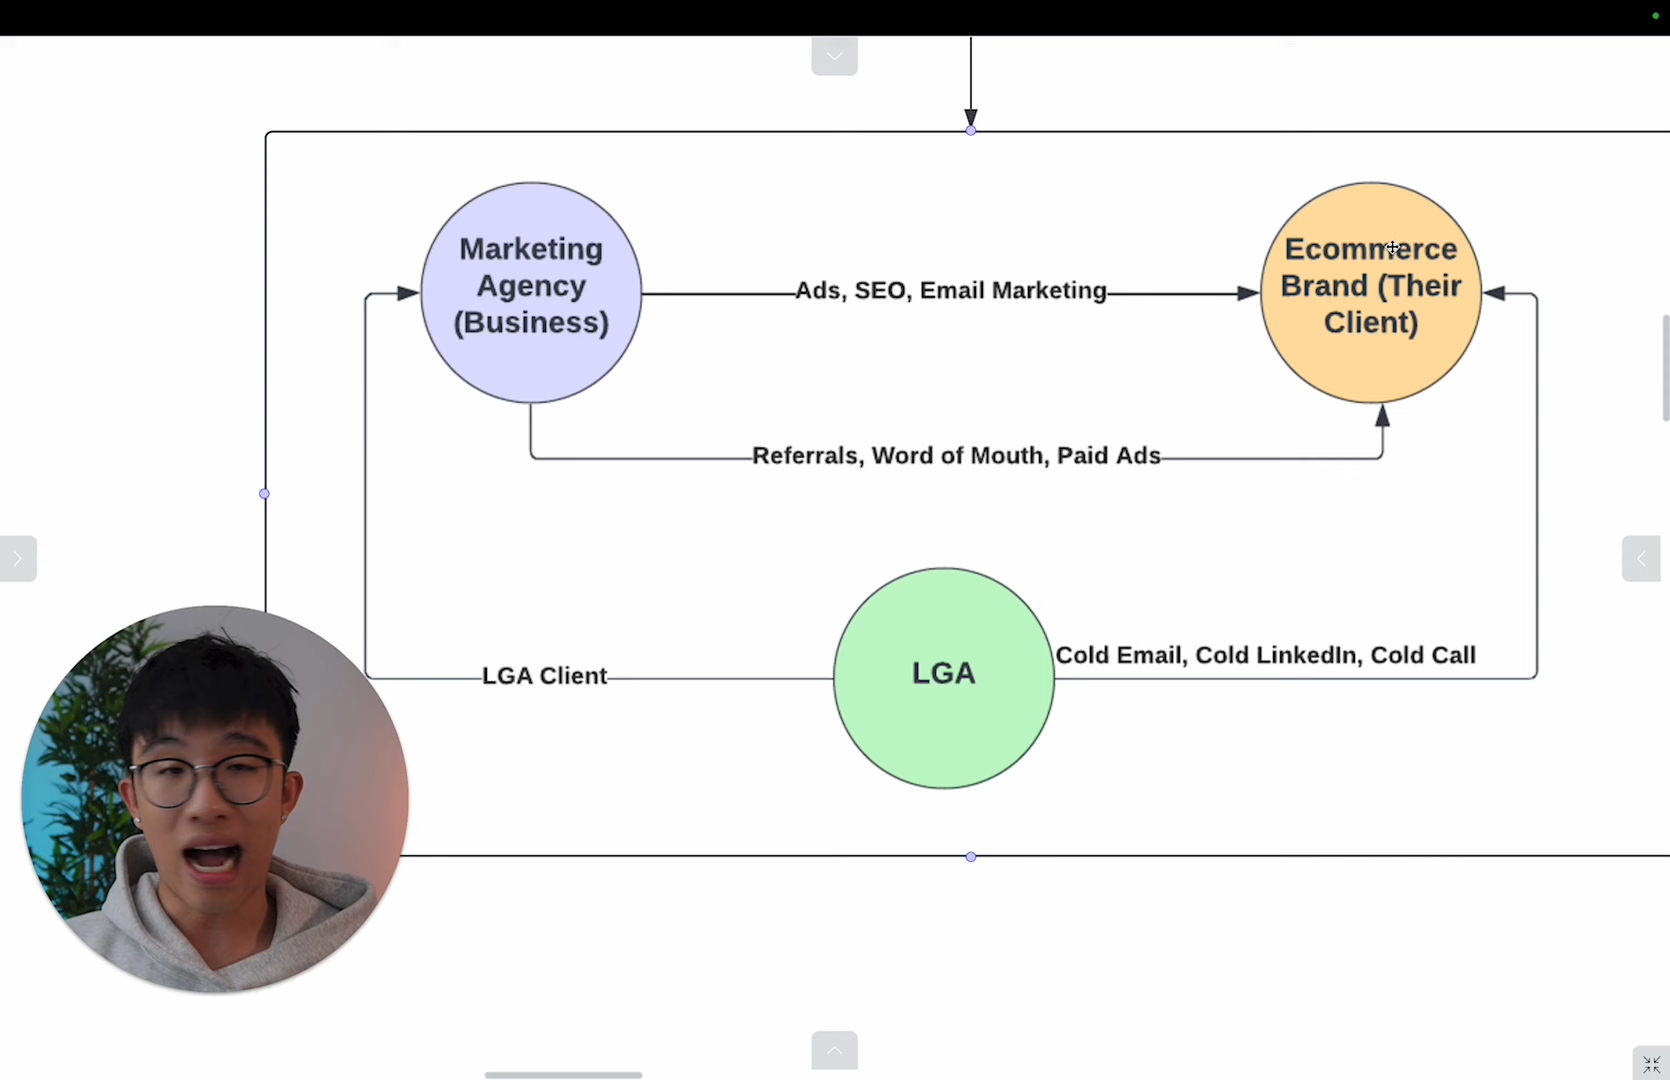 Marketing
Agency
(Business)
Ads, SEO, Email Marketing
Ecommerce
Brand (Their
Client)
Referrals, Word of Mouth, Paid Ads
LGA Client
LGA
Cold Email, Cold LinkedIn, Cold Call